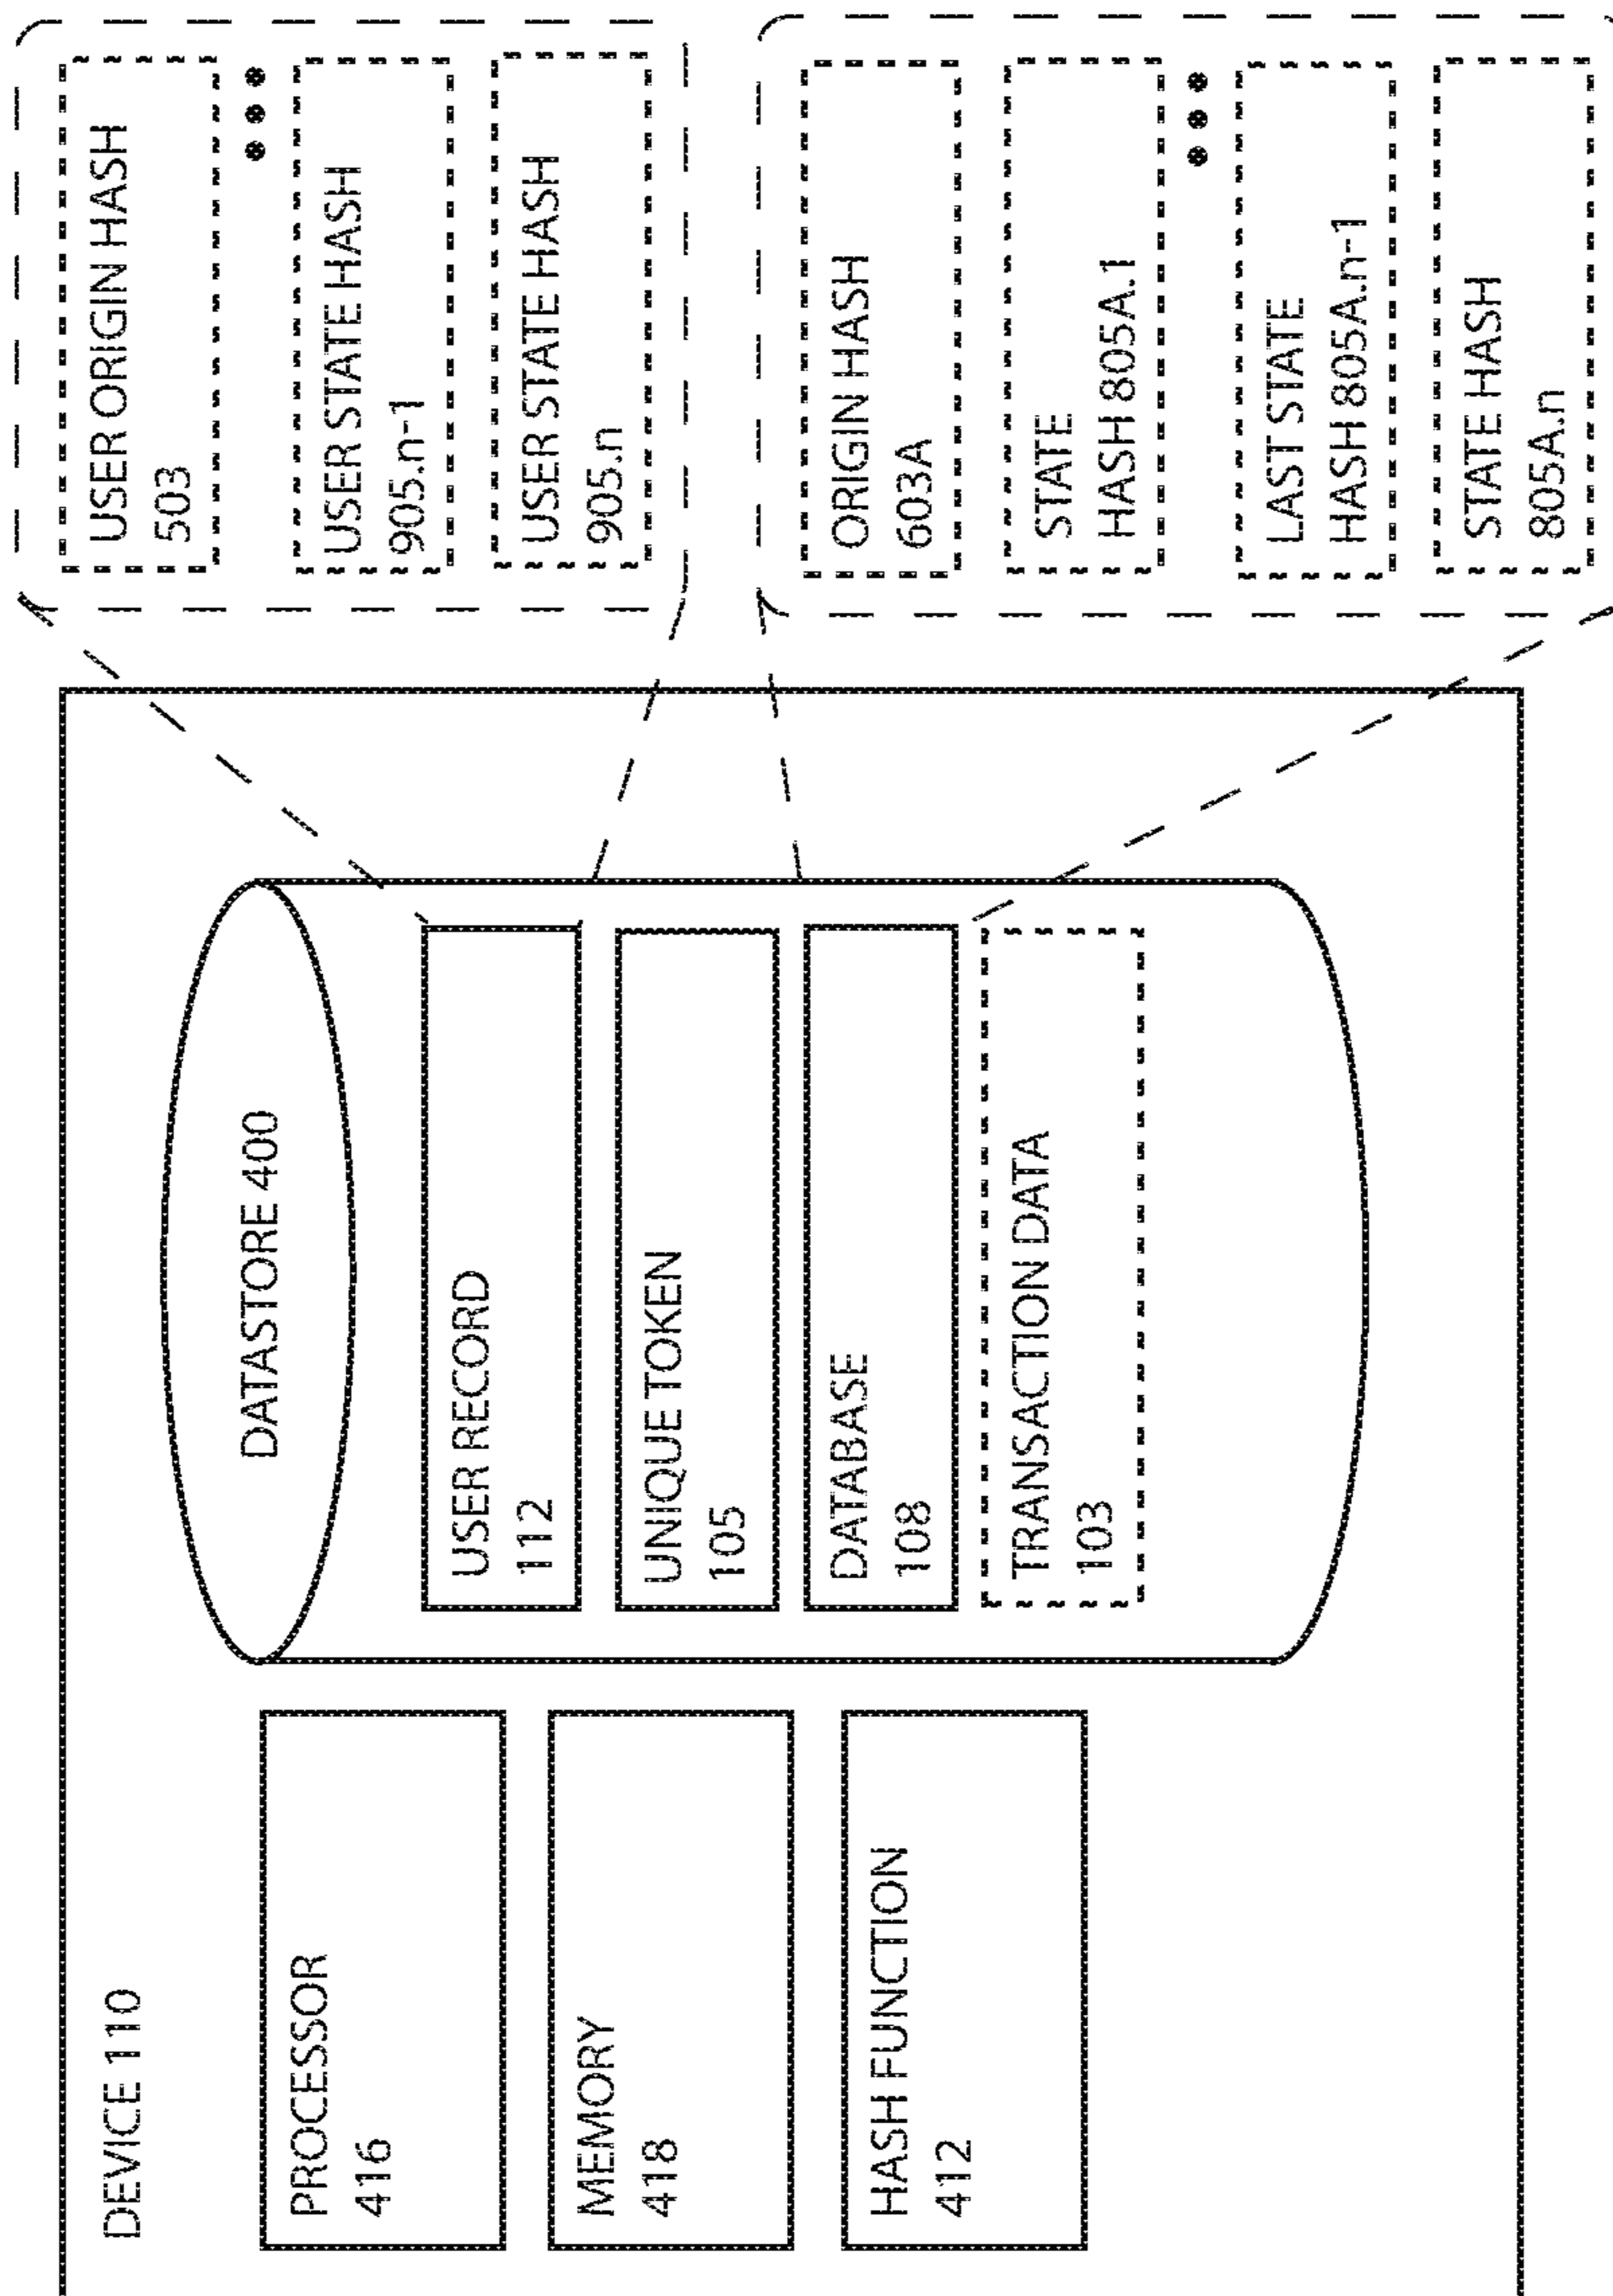 DEVICE 110
PROCESSOR
416
MEMORY
418
HASH FUNCTION
412
DATASTORE 400
USER RECORD
112
UNIQUE TOKEN
105
DATABASE
108
TRANSACTION DATA
103
USER ORIGIN HASH
503
USER STATE HASH
905.n-1
USER STATE HASH
905.n
ORIGIN HASH
603A
STATE
HASH 805A.1
LAST STATE
HASH 805A.n-1
STATE HASH
805A.n